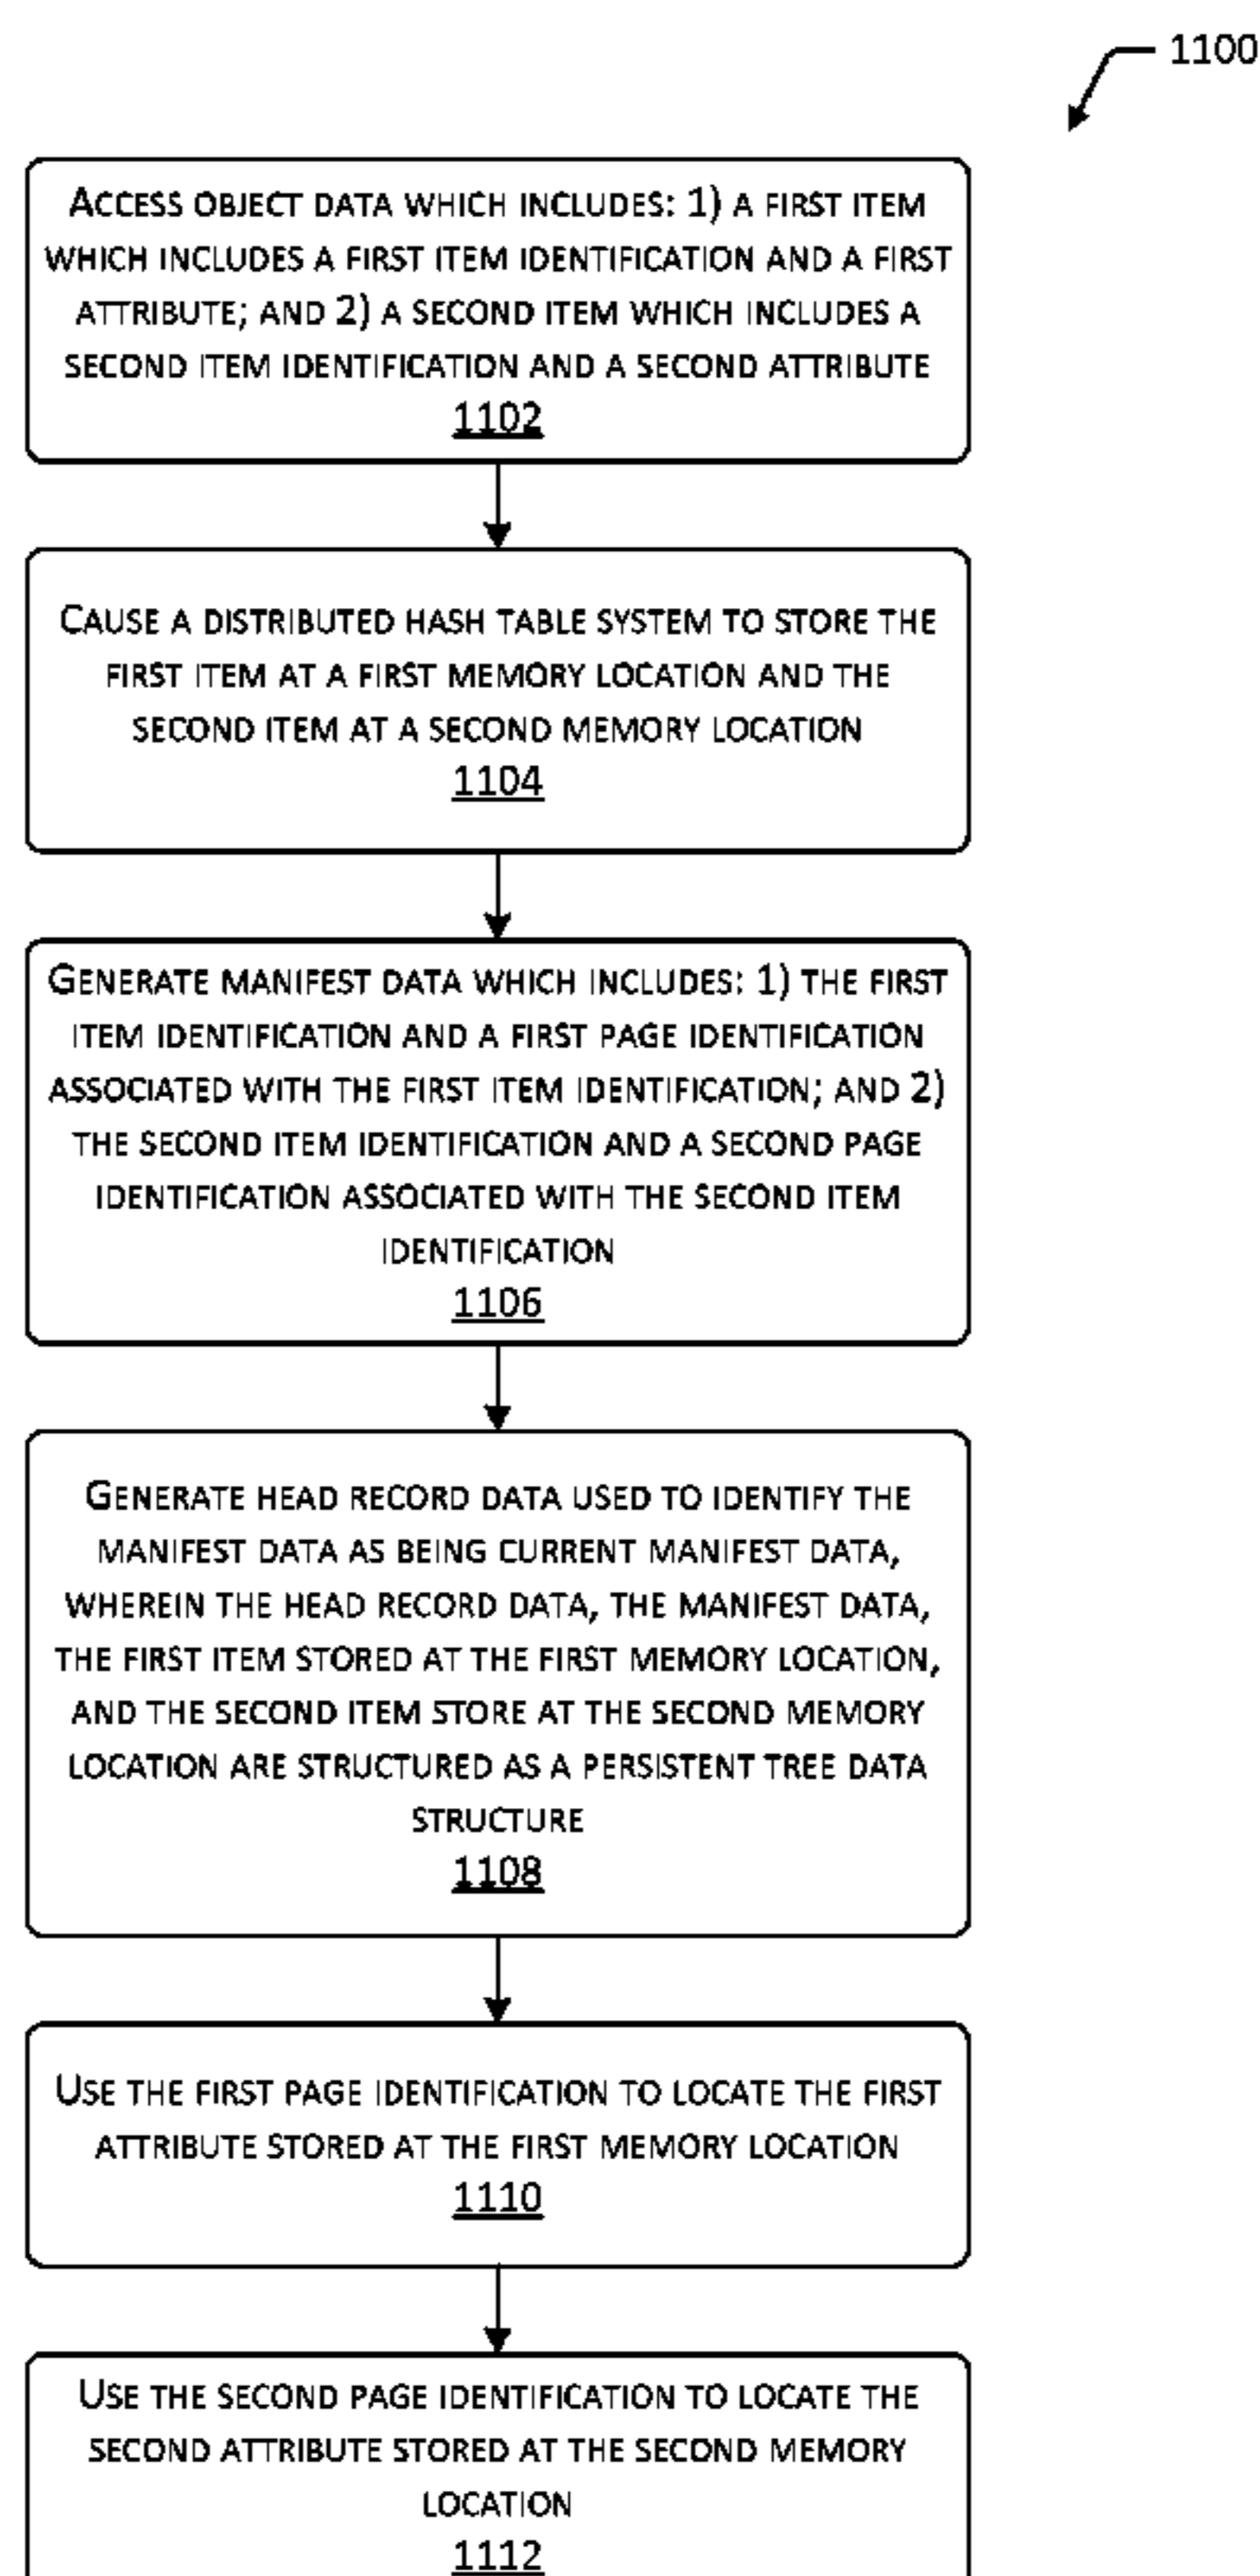 1100
ACCESS OBJECT DATA WHICH INCLUDES: 1) A FIRST ITEM
WHICH INCLUDES A FIRST ITEM IDENTIFICATION AND A FIRST
ATTRIBUTE; AND 2) A SECOND ITEM WHICH INCLUDES A
SECOND ITEM IDENTIFICATION AND A SECOND ATTRIBUTE
1102
CAUSE A DISTRIBUTED HASH TABLE SYSTEM TO STORE THE
FIRST ITEM AT A FIRST MEMORY LOCATION AND THE
SECOND ITEM AT A SECOND MEMORY LOCATION
1104
GENERATE MANIFEST DATA WHICH INCLUDES: 1) THE FIRST
ITEM IDENTIFICATION AND A FIRST PAGE IDENTIFICATION
ASSOCIATED WITH THE FIRST ITEM IDENTIFICATION; AND 2)
THE SECOND ITEM IDENTIFICATION AND A SECOND PAGE
IDENTIFICATION ASSOCIATED WITH THE SECOND ITEM
IDENTIFICATION
1106
GENERATE HEAD RECORD DATA USED TO IDENTIFY THE
MANIFEST DATA AS BEING CURRENT MANIFEST DATA,
WHEREIN THE HEAD RECORD DATA, THE MANIFEST DATA,
THE FIRST ITEM STORED AT THE FIRST MEMORY LOCATION,
AND THE SECOND ITEM STORE AT THE SECOND MEMORY
LOCATION ARE STRUCTURED AS A PERSISTENT TREE DATA
STRUCTURE
1108
USE THE FIRST PAGE IDENTIFICATION TO LOCATE THE FIRST
ATTRIBUTE STORED AT THE FIRST MEMORY LOCATION
1110
USE THE SECOND PAGE IDENTIFICATION TO LOCATE THE
SECOND ATTRIBUTE STORED AT THE SECOND MEMORY
LOCATION
1112